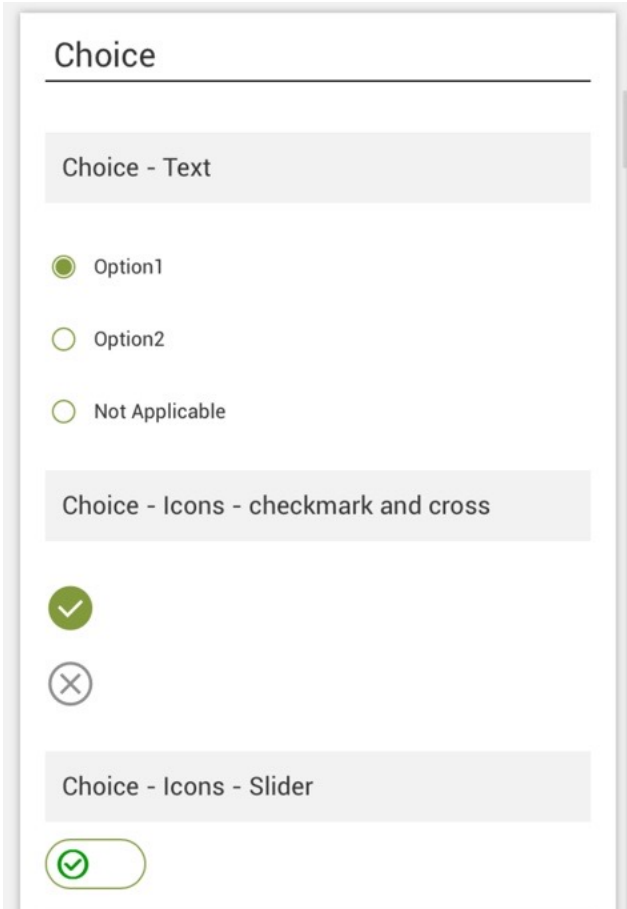 Choice
Choice - Text
Option1
Option2
Not Applicable
Choice - Icons - checkmark and cross
Choice - Icons - Slider